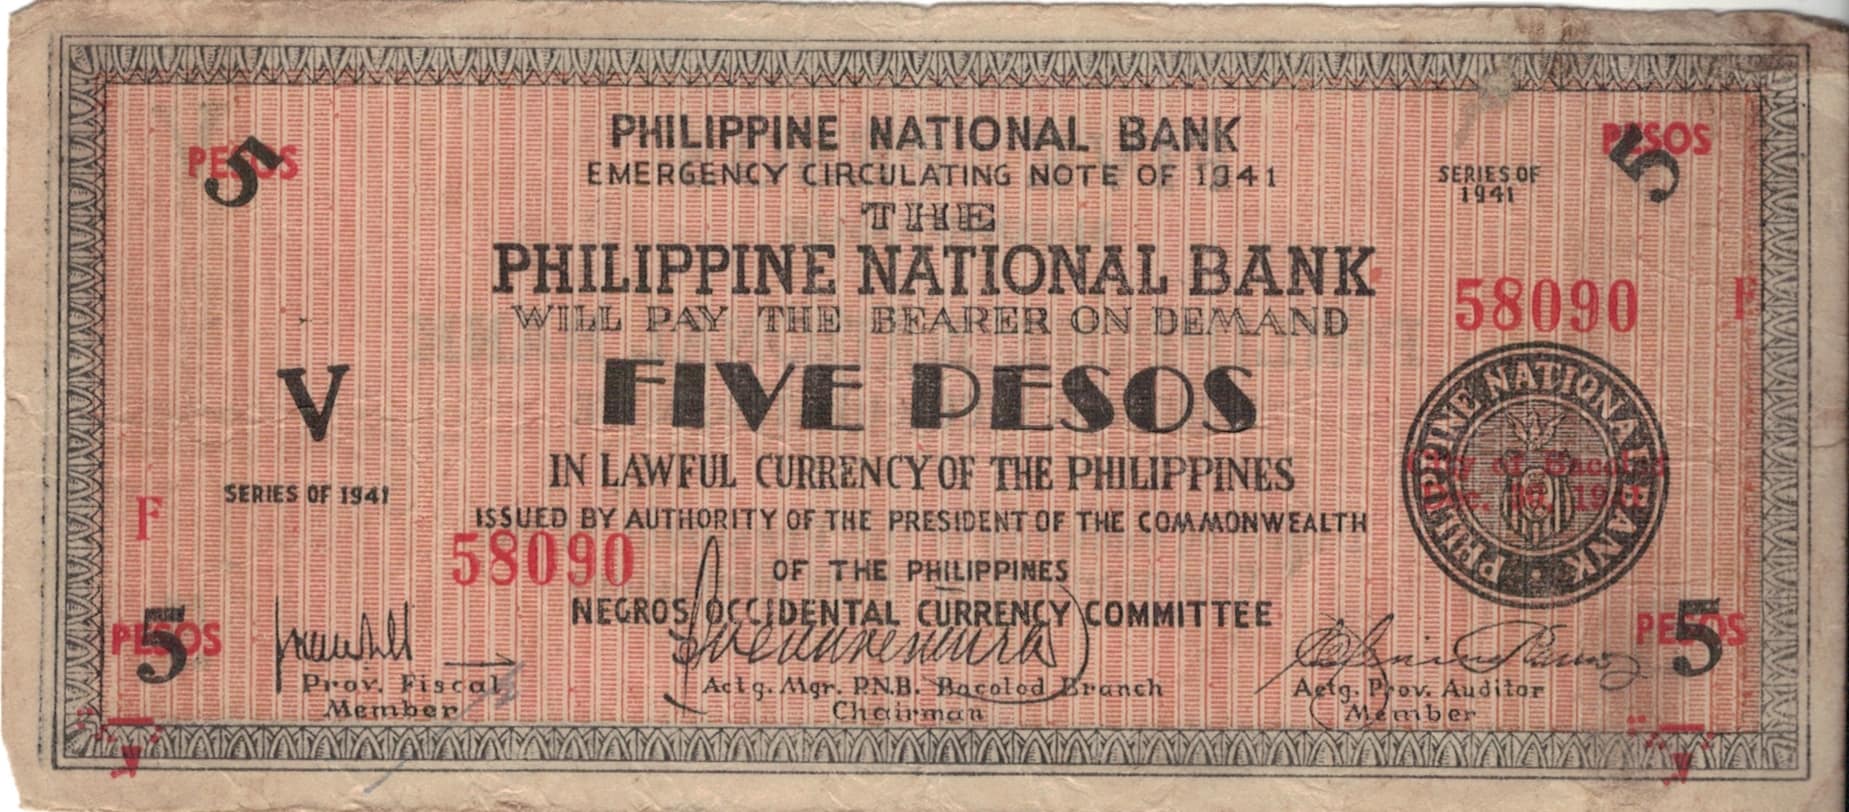 PHILIPPINE NATIONAL BANK
EMERGENCY CIRCULATING NOTE OF 1941
THE
PHILIPPINE NATIONAL BANK
WILL PAY THE BEARER ON DEMAND
FIVE PESOS
IN LAWFUL CURRENCY OF THE PHILIPPINES
ISSUED BY AUTHORITY OF THE PRESIDENT OF THE COMMONWEALTH
OF THE PHILIPPINES
NEGROS OCCIDENTAL CURRENCY COMMITTEE
PESOS
5
V
SERIES OF 1941
F
58090
PESOS
5
Prov. Fiscal
Member
Actg. Mgr. P.N.B. Bacolod Branch
Chairman
SERIES OF
1941
PESOS
5
58090
F
PHILIPPINE NATIONAL BANK
City of Bacolod
PESOS
5
Actg. Prov. Auditor
Member